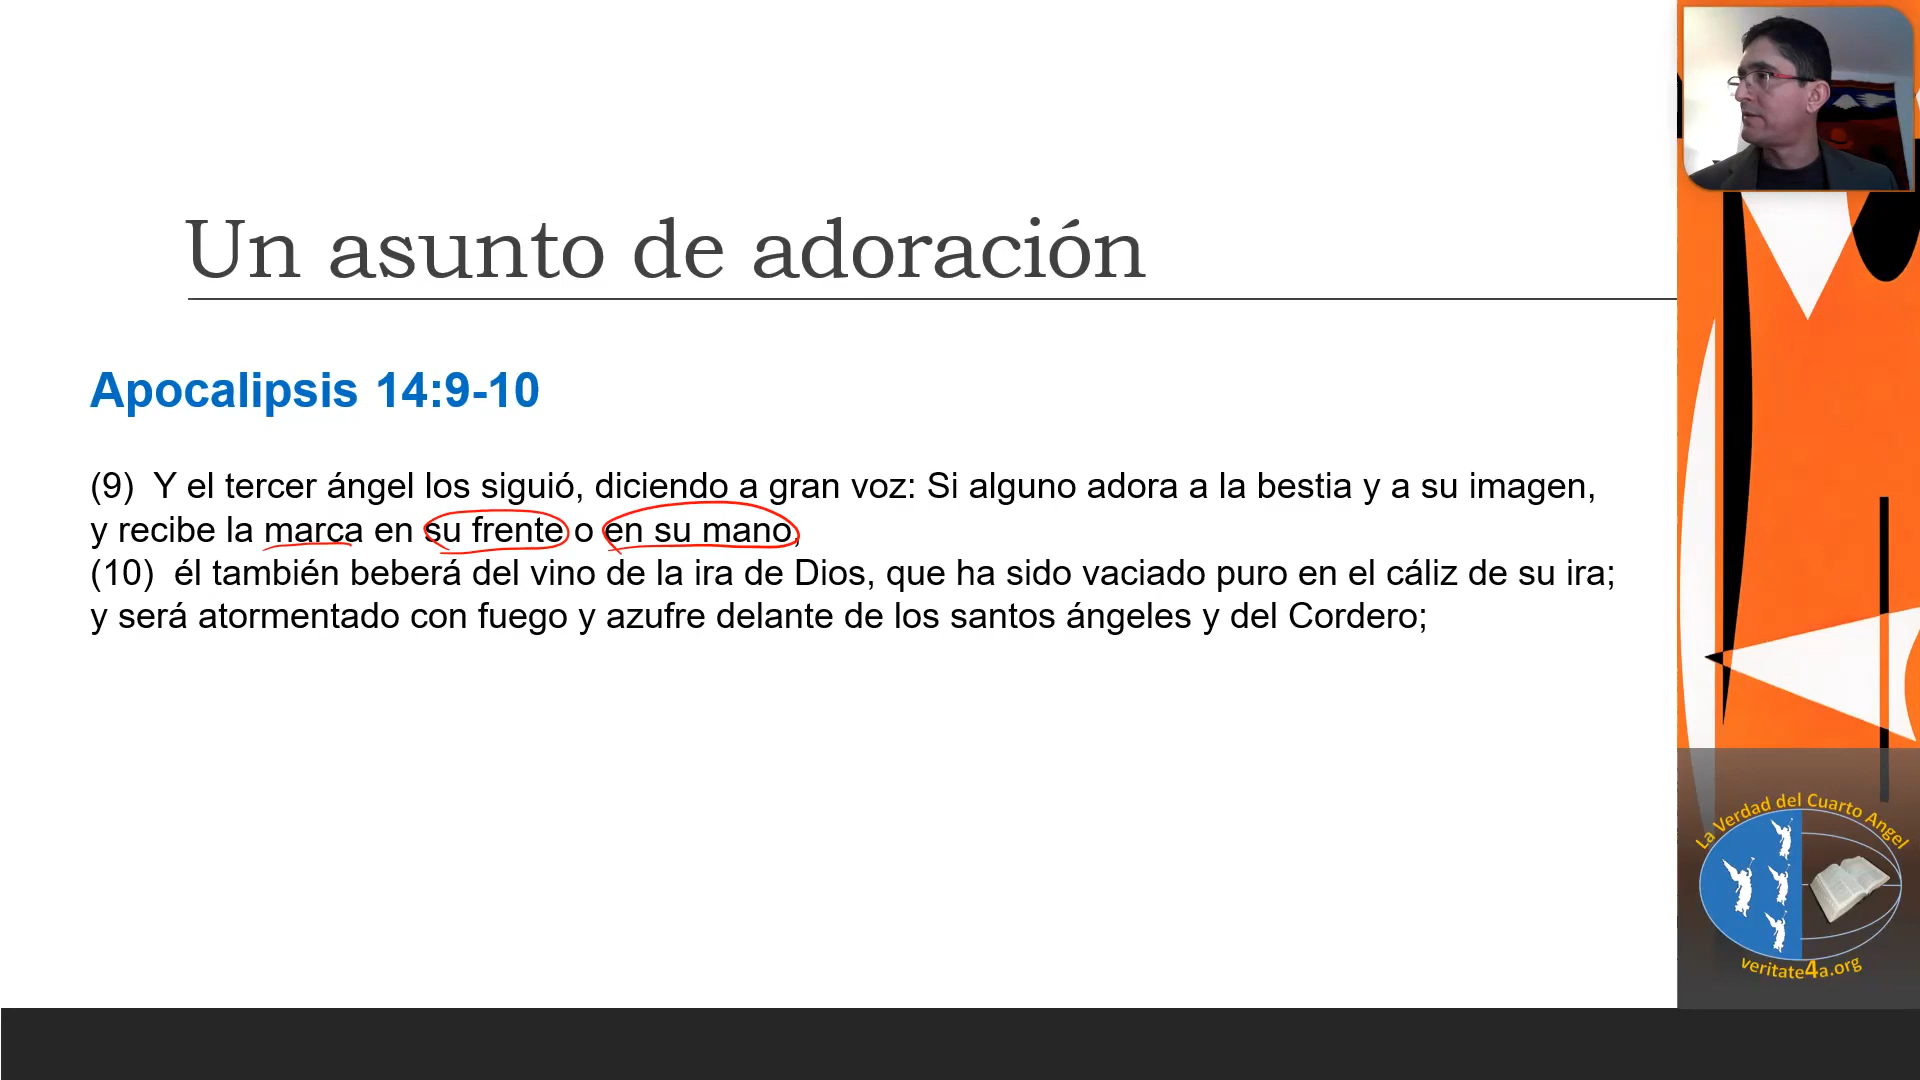 Un asunto de adoración
Apocalipsis 14:9-10
(9)  Y el tercer ángel los siguió, diciendo a gran voz: Si alguno adora a la bestia y a su imagen,
y recibe la marca en su frente o en su mano,
(10)  él también beberá del vino de la ira de Dios, que ha sido vaciado puro en el cáliz de su ira;
y será atormentado con fuego y azufre delante de los santos ángeles y del Cordero;
La Verdad del Cuarto Angel
veritate4a.org